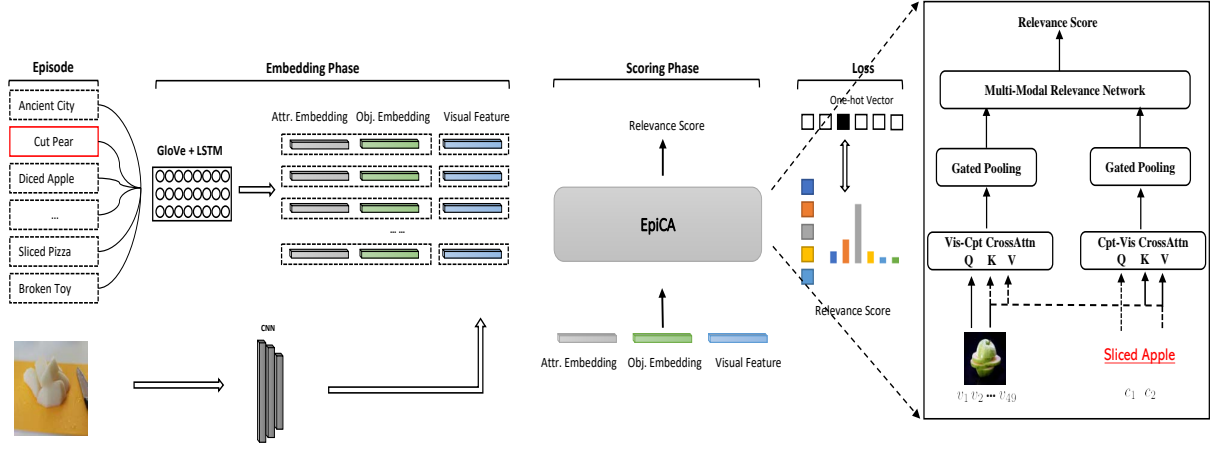 Episode
Ancient City
Cut Pear
Diced Apple
...
Sliced Pizza
Broken Toy
Embedding Phase
GloVe + LSTM
Attr. Embedding Obj. Embedding Visual Feature
... ...
CNN
Scoring Phase
Relevance Score
EpiCA
Attr. Embedding Obj. Embedding Visual Feature
Loss
One-hot Vector
Relevance Score
Relevance Score
Multi-Modal Relevance Network
Gated Pooling Gated Pooling
Vis-Cpt CrossAttn Cpt-Vis CrossAttn
Q K V Q K V
Sliced Apple
v₁ v₂ ... v₄₉ c₁ c₂